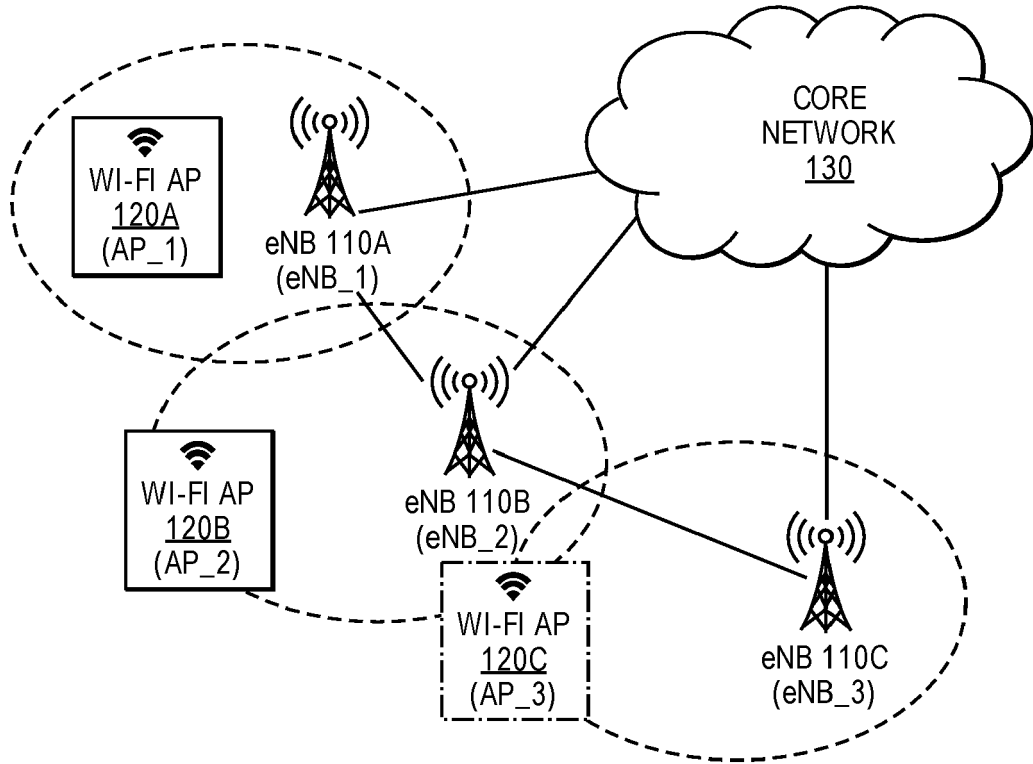 CORE
NETWORK
130
WI-FI AP
120A
(AP_1)
eNB 110A
(eNB_1)
WI-FI AP
120B
(AP_2)
eNB 110B
(eNB_2)
WI-FI AP
120C
(AP_3)
eNB 110C
(eNB_3)